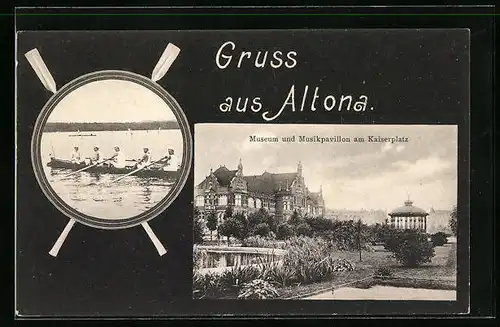 Gruss
aus Altona.
Museum und Musikpavillon am Kaiserplatz